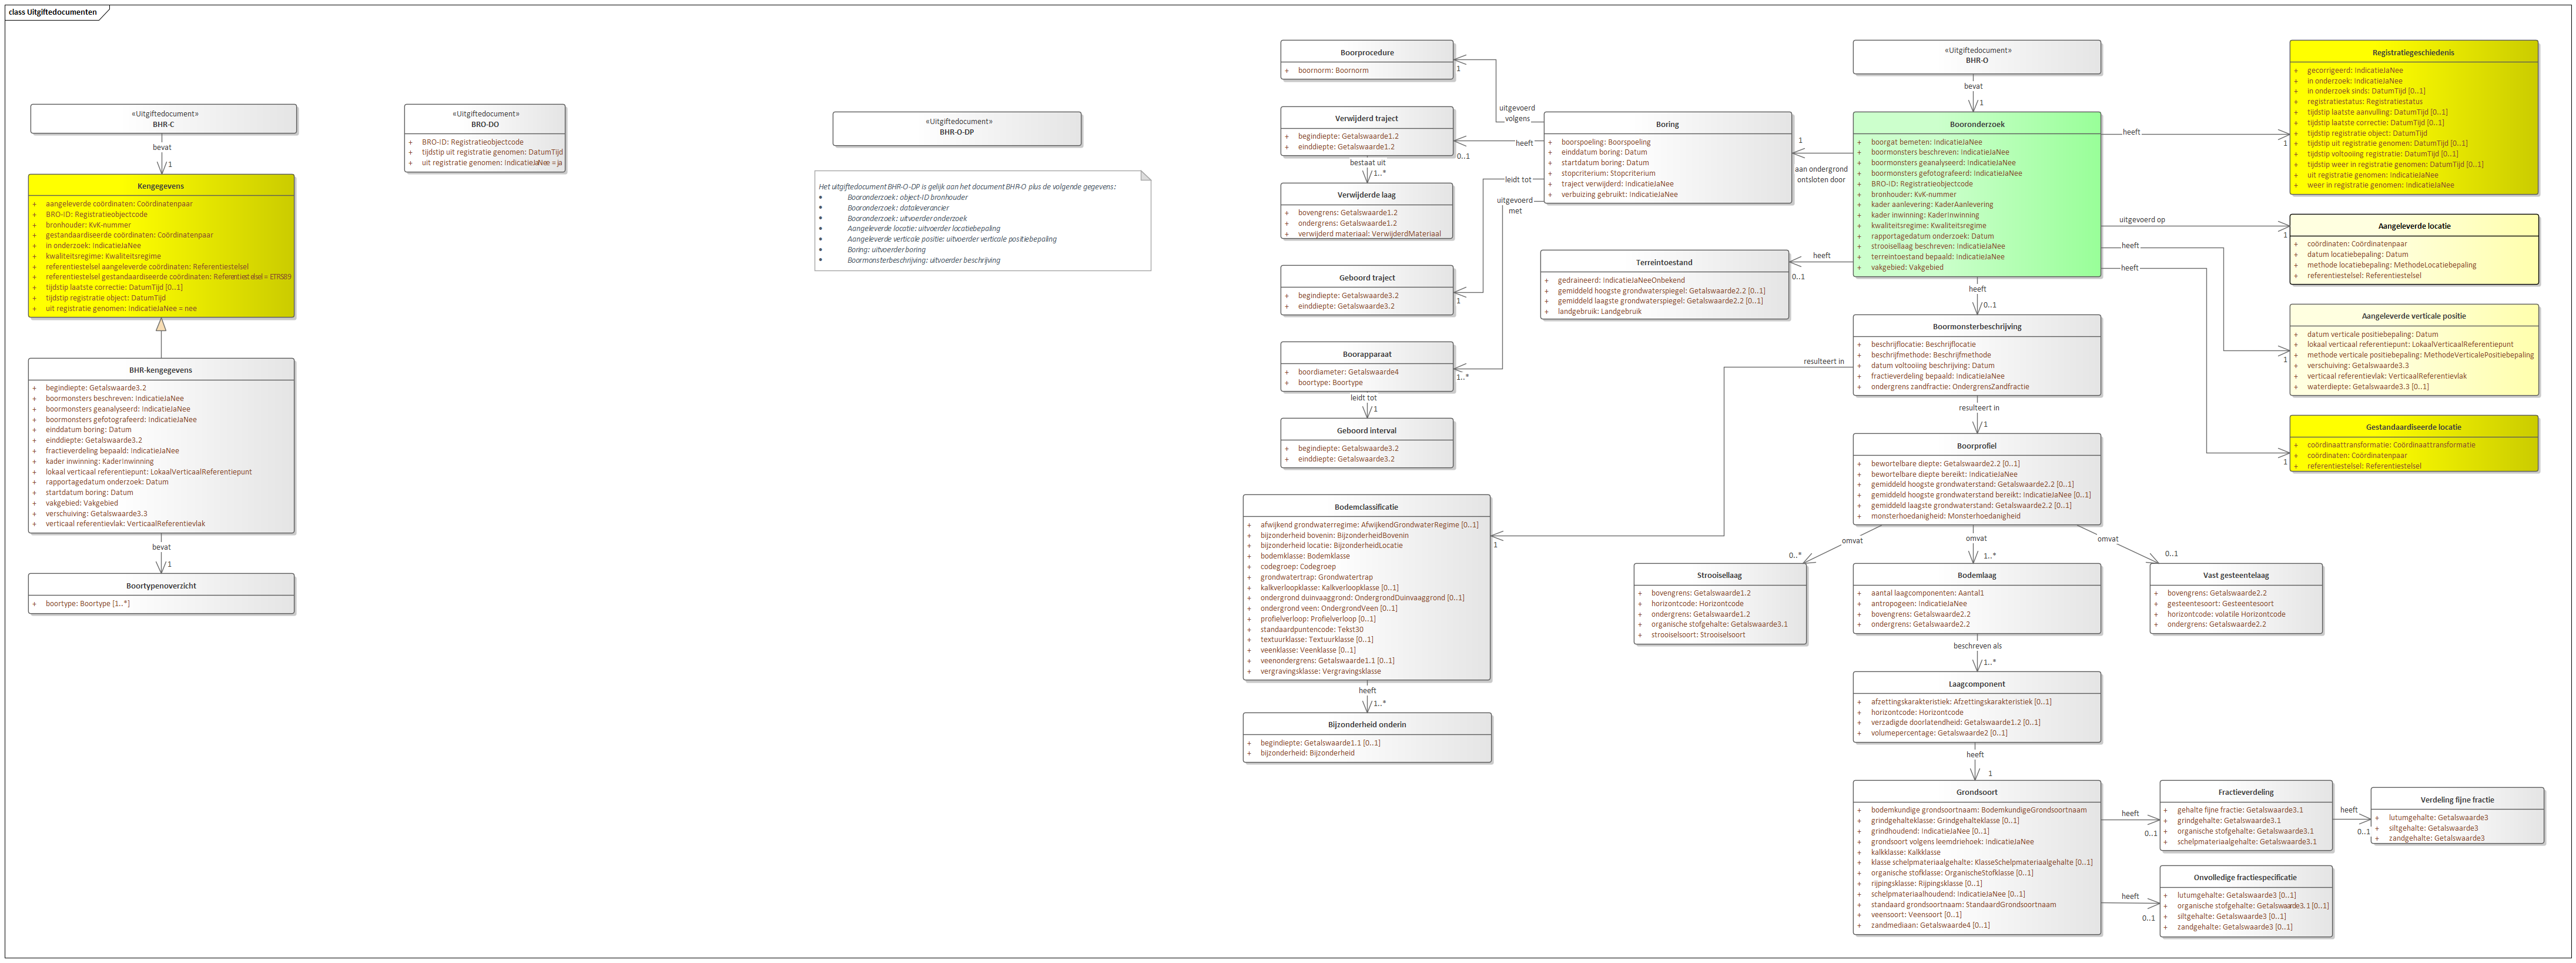 class Uitgiftedocumenten
«Uitgiftedocument»
BHR-C
bevat
1
Kengegevens
+ aangeleverde coördinaten: Coördinatenpaar
+ BRO-ID: Registratieobjectcode
+ bronhouder: KvK-nummer
+ gestandaardiseerde coördinaten: Coördinatenpaar
+ in onderzoek: IndicatieJaNee
+ kwaliteitsregime: Kwaliteitsregime
+ referentiestelsel aangeleverde coördinaten: Referentiestelsel
+ referentiestelsel gestandaardiseerde coördinaten: Referentiestelsel = ETRS89
+ tijdstip laatste correctie: DatumTijd [0..1]
+ tijdstip registratie object: DatumTijd
+ uit registratie genomen: IndicatieJaNee = nee
BHR-kengegevens
+ begindiepte: Getalswaarde3.2
+ boormonsters beschreven: IndicatieJaNee
+ boormonsters geanalyseerd: IndicatieJaNee
+ boormonsters gefotografeerd: IndicatieJaNee
+ einddatum boring: Datum
+ einddiepte: Getalswaarde3.2
+ fractieverdeling bepaald: IndicatieJaNee
+ kader inwinning: KaderInwinning
+ lokaal verticaal referentiepunt: LokaalVerticaalReferentiepunt
+ rapportagedatum onderzoek: Datum
+ startdatum boring: Datum
+ vakgebied: Vakgebied
+ verschuiving: Getalswaarde3.3
+ verticaal referentievlak: VerticaalReferentievlak
bevat
1
Boortypenoverzicht
+ boortype: Boortype [1..*]
«Uitgiftedocument»
BRO-DO
+ BRO-ID: Registratieobjectcode
+ tijdstip uit registratie genomen: DatumTijd
+ uit registratie genomen: IndicatieJaNee = ja
«Uitgiftedocument»
BHR-O-DP
Het uitgiftedocument BHR-O-DP is gelijk aan het document BHR-O plus de volgende gegevens:
• Booronderzoek: object-ID bronhouder
• Booronderzoek: dataleverancier
• Booronderzoek: uitvoerder onderzoek
• Aangeleverde locatie: uitvoerder locatiebepaling
• Aangeleverde verticale positie: uitvoerder verticale positiebepaling
• Boring: uitvoerder boring
• Boormonsterbeschrijving: uitvoerder beschrijving
Boorprocedure
+ boornorm: Boornorm
1
uitgevoerd
volgens
Verwijderd traject
+ begindiepte: Getalswaarde1.2
+ einddiepte: Getalswaarde1.2
heeft
0..1
bestaat uit
1..*
Verwijderde laag
+ bovengrens: Getalswaarde1.2
+ ondergrens: Getalswaarde1.2
+ verwijderd materiaal: VerwijderdMateriaal
leidt tot
Geboord traject
+ begindiepte: Getalswaarde3.2
+ einddiepte: Getalswaarde3.2
1
uitgevoerd
met
Boorapparaat
+ boordiameter: Getalswaarde4
+ boortype: Boortype
1..*
leidt tot
1
Geboord interval
+ begindiepte: Getalswaarde3.2
+ einddiepte: Getalswaarde3.2
Boring
+ boorspoeling: Boorspoeling
+ einddatum boring: Datum
+ startdatum boring: Datum
+ stopcriterium: Stopcriterium
+ traject verwijderd: IndicatieJaNee
+ verbuizing gebruikt: IndicatieJaNee
1
aan ondergrond
ontsloten door
Terreintoestand
+ gedraineerd: IndicatieJaNeeOnbekend
+ gemiddeld hoogste grondwaterspiegel: Getalswaarde2.2 [0..1]
+ gemiddeld laagste grondwaterspiegel: Getalswaarde2.2 [0..1]
+ landgebruik: Landgebruik
heeft
0..1
«Uitgiftedocument»
BHR-O
bevat
1
Booronderzoek
+ boorgat bemeten: IndicatieJaNee
+ boormonsters beschreven: IndicatieJaNee
+ boormonsters geanalyseerd: IndicatieJaNee
+ boormonsters gefotografeerd: IndicatieJaNee
+ BRO-ID: Registratieobjectcode
+ bronhouder: KvK-nummer
+ kader aanlevering: KaderAanlevering
+ kader inwinning: KaderInwinning
+ kwaliteitsregime: Kwaliteitsregime
+ rapportagedatum onderzoek: Datum
+ strooisellaag beschreven: IndicatieJaNee
+ terreintoestand bepaald: IndicatieJaNee
+ vakgebied: Vakgebied
heeft
1
Registratiegeschiedenis
+ gecorrigeerd: IndicatieJaNee
+ in onderzoek: IndicatieJaNee
+ in onderzoek sinds: DatumTijd [0..1]
+ registratiestatus: Registratiestatus
+ tijdstip laatste aanvulling: DatumTijd [0..1]
+ tijdstip laatste correctie: DatumTijd [0..1]
+ tijdstip registratie object: DatumTijd
+ tijdstip uit registratie genomen: DatumTijd [0..1]
+ tijdstip voltooiing registratie: DatumTijd [0..1]
+ tijdstip weer in registratie genomen: DatumTijd [0..1]
+ uit registratie genomen: IndicatieJaNee
+ weer in registratie genomen: IndicatieJaNee
uitgevoerd op
1
Aangeleverde locatie
+ coördinaten: Coördinatenpaar
+ datum locatiebepaling: Datum
+ methode locatiebepaling: MethodeLocatiebepaling
+ referentiestelsel: Referentiestelsel
heeft
1
Aangeleverde verticale positie
+ datum verticale positiebepaling: Datum
+ lokaal verticaal referentiepunt: LokaalVerticaalReferentiepunt
+ methode verticale positiebepaling: MethodeVerticalePositiebepaling
+ verschuiving: Getalswaarde3.3
+ verticaal referentievlak: VerticaalReferentievlak
+ waterdiepte: Getalswaarde3.3 [0..1]
heeft
1
Gestandaardiseerde locatie
+ coördinaattransformatie: Coördinaattransformatie
+ coördinaten: Coördinatenpaar
+ referentiestelsel: Referentiestelsel
heeft
0..1
Boormonsterbeschrijving
+ beschrijflocatie: Beschrijflocatie
+ beschrijfmethode: Beschrijfmethode
+ datum voltooiing beschrijving: Datum
+ fractieverdeling bepaald: IndicatieJaNee
+ ondergrens zandfractie: OndergrensZandfractie
resulteert in
1
resulteert in
1
Boorprofiel
+ bewortelbare diepte: Getalswaarde2.2 [0..1]
+ bewortelbare diepte bereikt: IndicatieJaNee
+ gemiddeld hoogste grondwaterstand: Getalswaarde2.2 [0..1]
+ gemiddeld hoogste grondwaterstand bereikt: IndicatieJaNee [0..1]
+ gemiddeld laagste grondwaterstand: Getalswaarde2.2 [0..1]
+ monsterhoedanigheid: Monsterhoedanigheid
Bodemclassificatie
+ afwijkend grondwaterregime: AfwijkendGrondwaterRegime [0..1]
+ bijzonderheid bovenin: BijzonderheidBovenin
+ bijzonderheid locatie: BijzonderheidLocatie
+ bodemklasse: Bodemklasse
+ codegroep: Codegroep
+ grondwatertrap: Grondwatertrap
+ kalkverloopklasse: Kalkverloopklasse [0..1]
+ ondergrond duinvaaggrond: OndergrondDuinvaaggrond [0..1]
+ ondergrond veen: OndergrondVeen [0..1]
+ profielverloop: Profielverloop [0..1]
+ standaardpuntencode: Tekst30
+ textuurklasse: Textuurklasse [0..1]
+ veenklasse: Veenklasse [0..1]
+ veenondergrens: Getalswaarde1.1 [0..1]
+ vergravingsklasse: Vergravingsklasse
heeft
1..*
Bijzonderheid onderin
+ begindiepte: Getalswaarde1.1 [0..1]
+ bijzonderheid: Bijzonderheid
omvat
0..*
omvat
1..*
omvat
0..1
Strooisellaag
+ bovengrens: Getalswaarde1.2
+ horizontcode: Horizontcode
+ ondergrens: Getalswaarde1.2
+ organische stofgehalte: Getalswaarde3.1
+ strooiselsoort: Strooiselsoort
Bodemlaag
+ aantal laagcomponenten: Aantal1
+ antropogeen: IndicatieJaNee
+ bovengrens: Getalswaarde2.2
+ ondergrens: Getalswaarde2.2
Vast gesteentelaag
+ bovengrens: Getalswaarde2.2
+ gesteentesoort: Gesteentesoort
+ horizontcode: volatile Horizontcode
+ ondergrens: Getalswaarde2.2
beschreven als
1..*
Laagcomponent
+ afzettingskarakteristiek: Afzettingskarakteristiek [0..1]
+ horizontcode: Horizontcode
+ verzadigde doorlatendheid: Getalswaarde1.2 [0..1]
+ volumepercentage: Getalswaarde2 [0..1]
heeft
1
Grondsoort
+ bodemkundige grondsoortnaam: BodemkundigeGrondsoortnaam
+ grindgehalteklasse: Grindgehalteklasse [0..1]
+ grindhoudend: IndicatieJaNee [0..1]
+ grondsoort volgens leemdriehoek: IndicatieJaNee
+ kalkklasse: Kalkklasse
+ klasse schelpmateriaalgehalte: KlasseSchelpmateriaalgehalte [0..1]
+ organische stofklasse: OrganischeStofklasse [0..1]
+ rijpingsklasse: Rijpingsklasse [0..1]
+ schelpmateriaalhoudend: IndicatieJaNee [0..1]
+ standaard grondsoortnaam: StandaardGrondsoortnaam
+ veensoort: Veensoort [0..1]
+ zandmediaan: Getalswaarde4 [0..1]
heeft
0..1
Fractieverdeling
+ gehalte fijne fractie: Getalswaarde3.1
+ grindgehalte: Getalswaarde3.1
+ organische stofgehalte: Getalswaarde3.1
+ schelpmateriaalgehalte: Getalswaarde3.1
heeft
0..1
Verdeling fijne fractie
+ lutumgehalte: Getalswaarde3
+ siltgehalte: Getalswaarde3
+ zandgehalte: Getalswaarde3
heeft
0..1
Onvolledige fractiespecificatie
+ lutumgehalte: Getalswaarde3 [0..1]
+ organische stofgehalte: Getalswaarde3.1 [0..1]
+ siltgehalte: Getalswaarde3 [0..1]
+ zandgehalte: Getalswaarde3 [0..1]